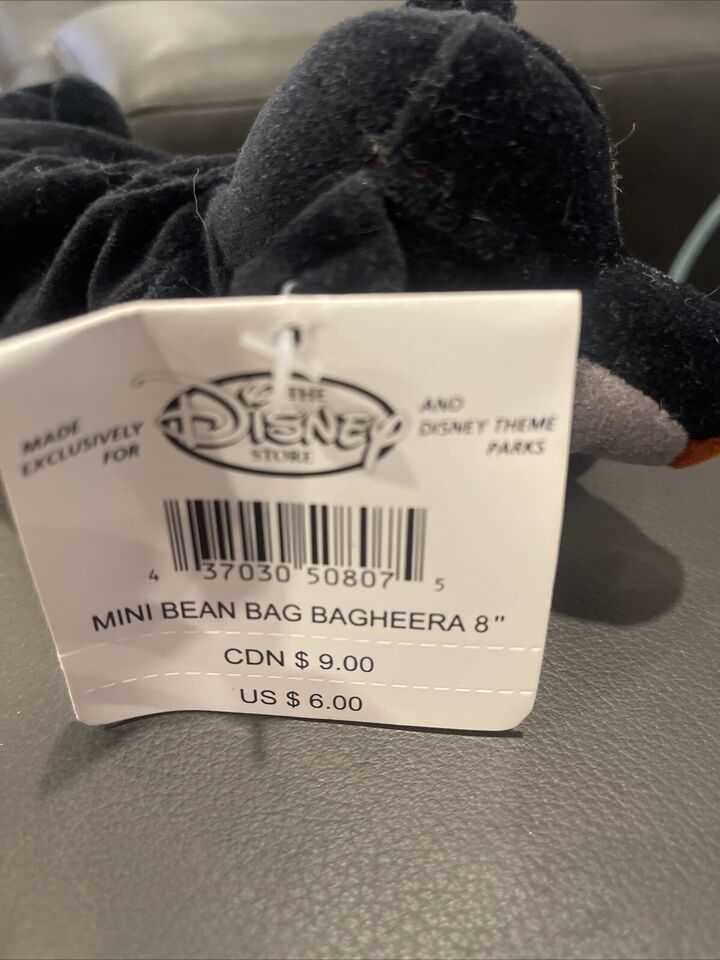 MADE
EXCLUSIVELY
FOR
THE
DISNEY
STORE
AND
DISNEY THEME
PARKS
4 37030 50807 5
MINI BEAN BAG BAGHEERA 8"
CDN $ 9.00
US $ 6.00